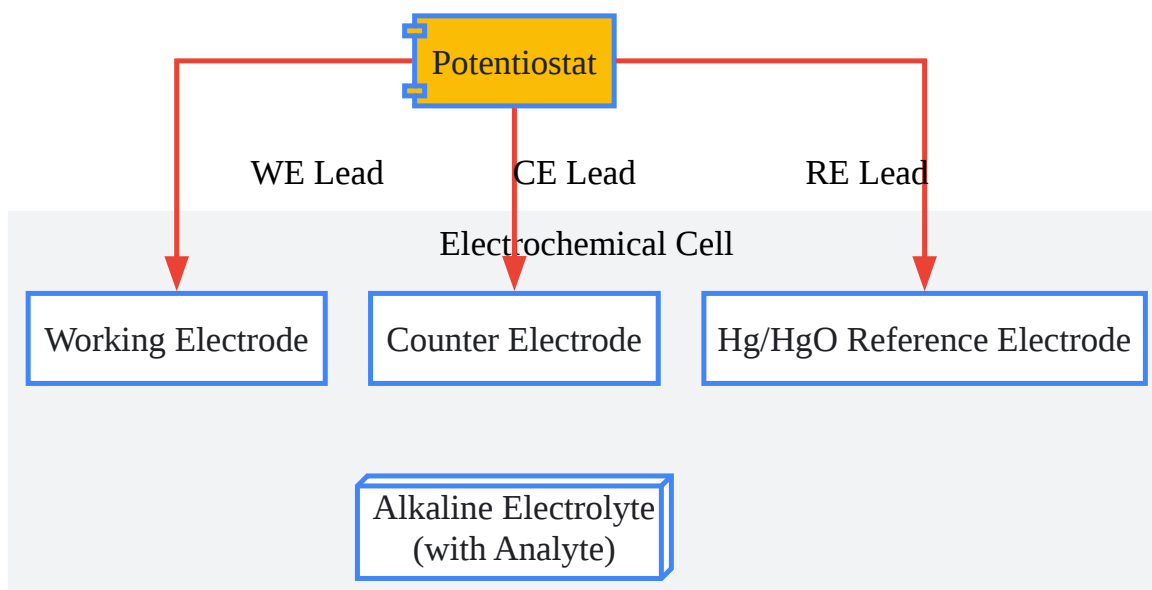 Potentiostat
WE Lead
CE Lead
RE Lead
Electrochemical Cell
Working Electrode
Counter Electrode
Hg/HgO Reference Electrode
Alkaline Electrolyte
(with Analyte)